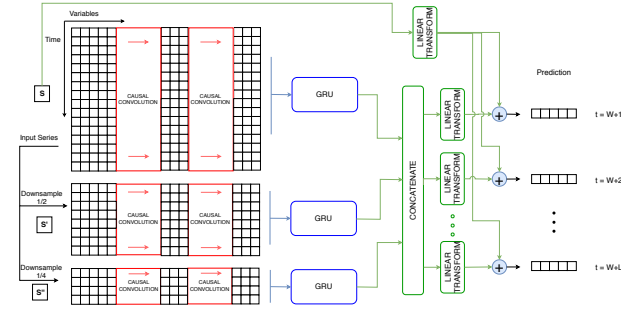 Variables
Time
S
Input Series
CAUSAL
CONVOLUTION
CAUSAL
CONVOLUTION
GRU
Downsample
1/2
S'
CAUSAL
CONVOLUTION
CAUSAL
CONVOLUTION
GRU
Downsample
1/4
S"
CAUSAL
CONVOLUTION
CAUSAL
CONVOLUTION
GRU
CONCATENATE
LINEAR
TRANSFORM
LINEAR
TRANSFORM
LINEAR
TRANSFORM
LINEAR
TRANSFORM
+
+
+
Prediction
t = W+1
t = W+2
t = W+L